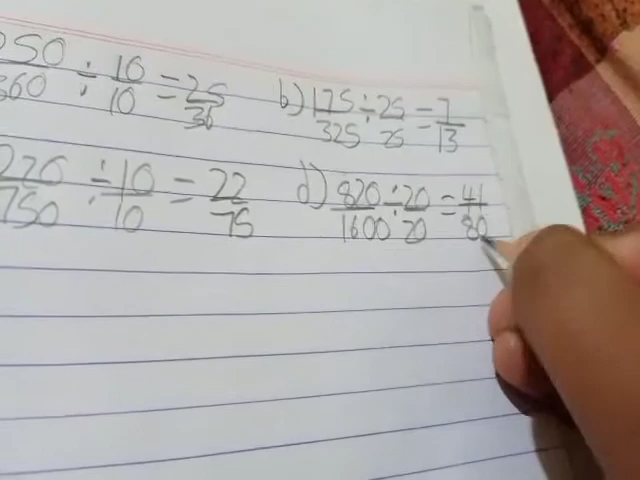 250/360 ÷ 10/10 = 25/36
b) 175/325 ÷ 25/25 = 7/13
220/750 ÷ 10/10 = 22/75
d) 820/1600 ÷ 20/20 = 41/80